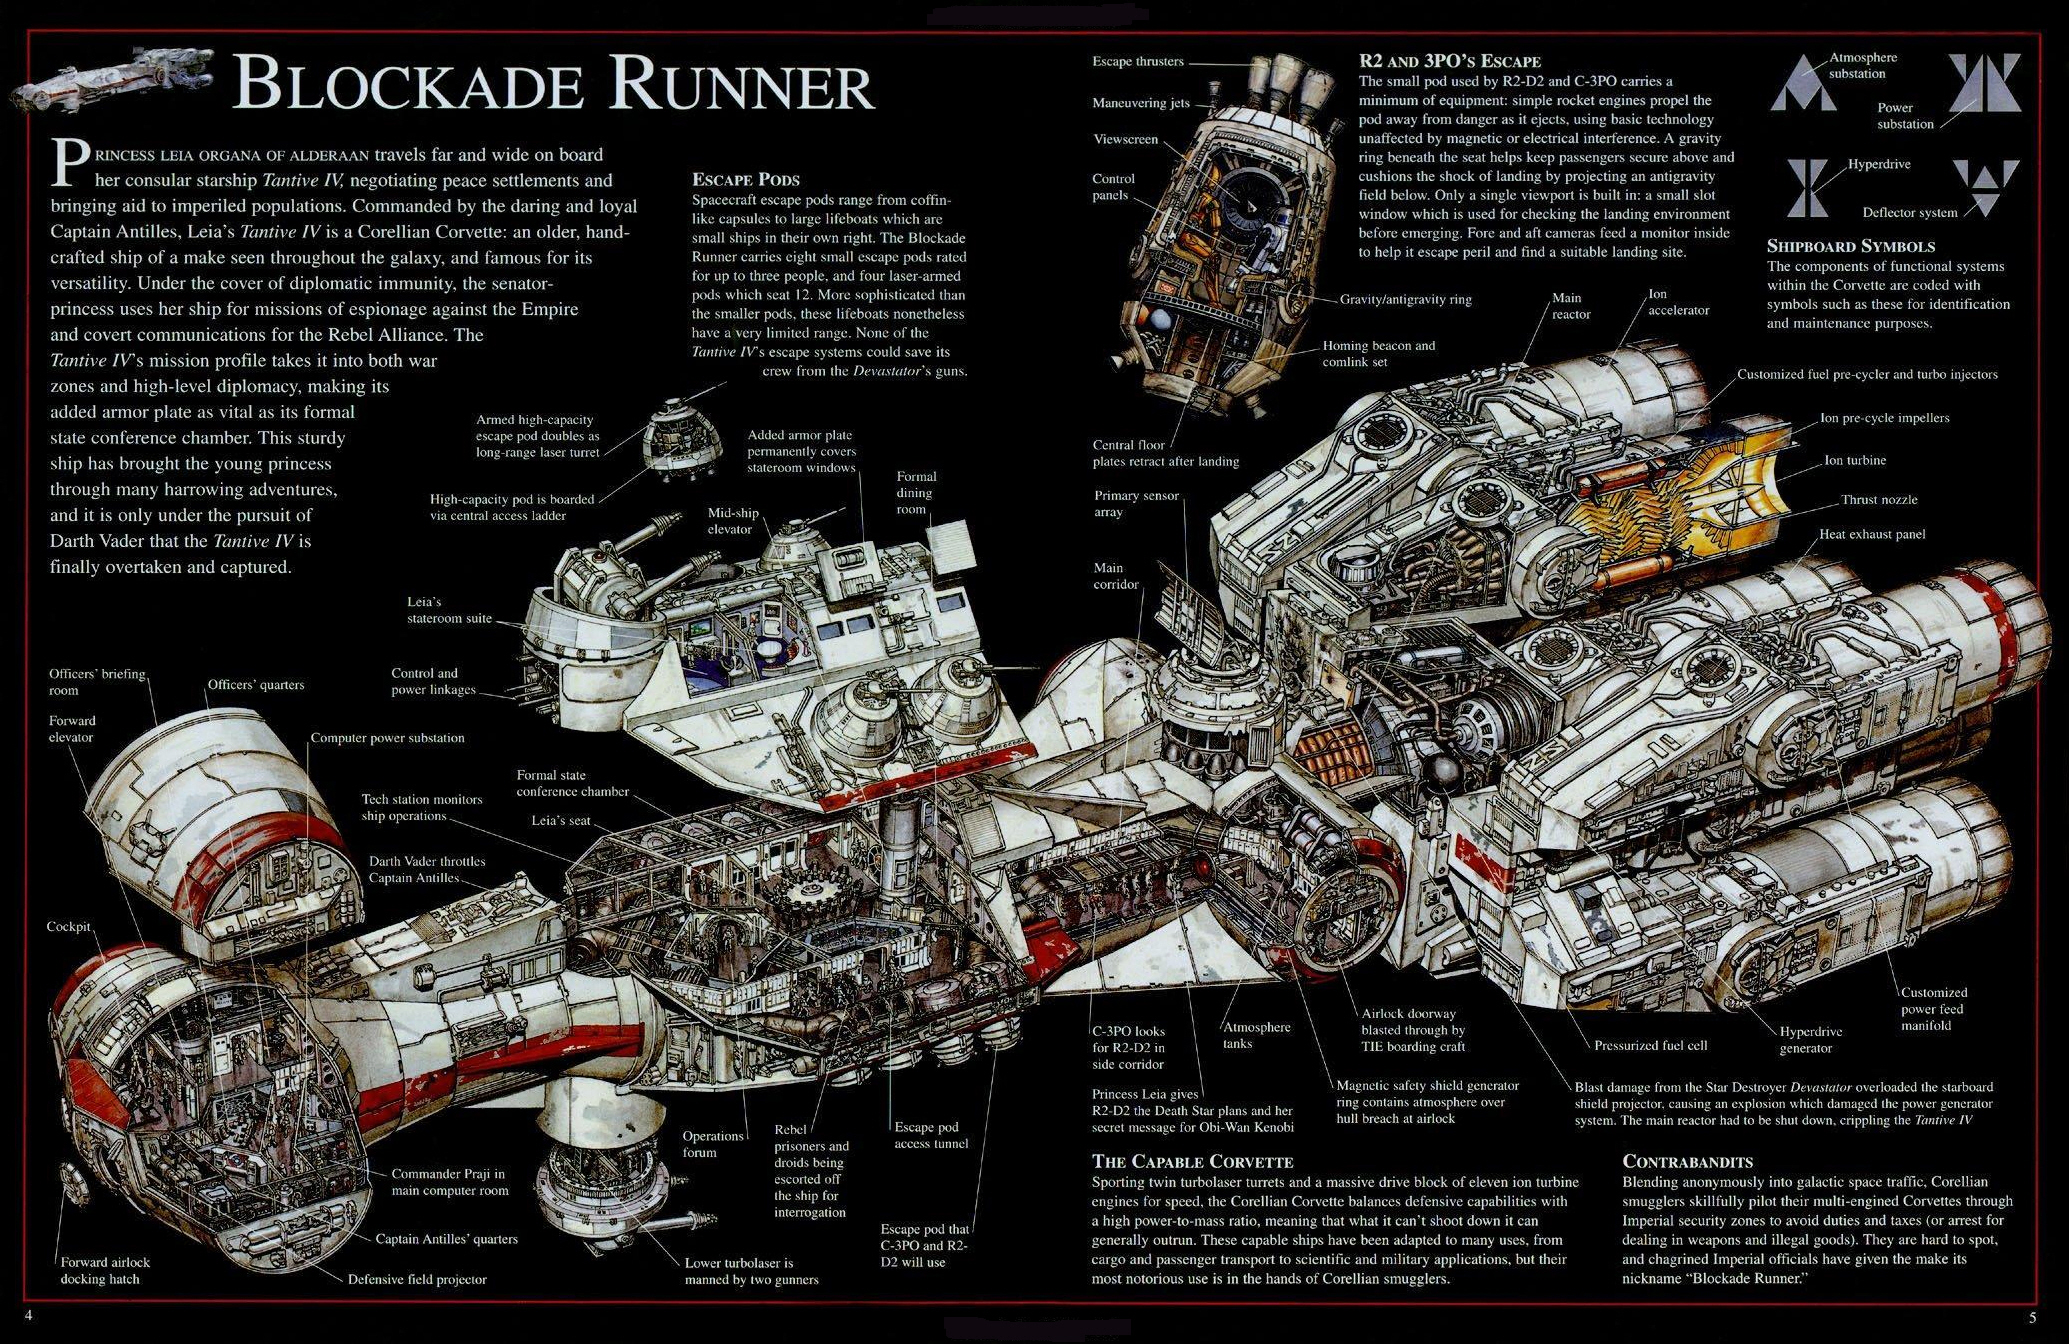 BLOCKADE RUNNER
PRINCESS LEIA ORGANA OF ALDERAAN travels far and wide on board
her consular starship Tantive IV, negotiating peace settlements and
bringing aid to imperiled populations. Commanded by the daring and loyal
Captain Antilles, Leia's Tantive IV is a Corellian Corvette: an older, hand-
crafted ship of a make seen throughout the galaxy, and famous for its
versatility. Under the cover of diplomatic immunity, the senator-
princess uses her ship for missions of espionage against the Empire
and covert communications for the Rebel Alliance. The
Tantive IV's mission profile takes it into both war
zones and high-level diplomacy, making its
added armor plate as vital as its formal
state conference chamber. This sturdy
ship has brought the young princess
through many harrowing adventures,
and it is only under the pursuit of
Darth Vader that the Tantive IV is
finally overtaken and captured.
ESCAPE PODS
Spacecraft escape pods range from coffin-
like capsules to large lifeboats which are
small ships in their own right. The Blockade
Runner carries eight small escape pods rated
for up to three people, and four laser-armed
pods which seat 12. More sophisticated than
the smaller pods, these lifeboats nonetheless
have a very limited range. None of the
Tantive IV's escape systems could save its
crew from the Devastator's guns.
Escape thrusters
Maneuvering jets
Viewscreen
Control
panels
Gravity/antigravity ring
Homing beacon and
comlink set
Central floor
plates retract after landing
R2 AND 3PO'S ESCAPE
The small pod used by R2-D2 and C-3PO carries a
minimum of equipment: simple rocket engines propel the
pod away from danger as it ejects, using basic technology
unaffected by magnetic or electrical interference. A gravity
ring beneath the seat helps keep passengers secure above and
cushions the shock of landing by projecting an antigravity
field below. Only a single viewport is built in: a small slot
window which is used for checking the landing environment
before emerging. Fore and aft cameras feed a monitor inside
to help it escape peril and find a suitable landing site.
Atmosphere
substation
Power
substation
Hyperdrive
Deflector system
SHIPBOARD SYMBOLS
The components of functional systems
within the Corvette are coded with
symbols such as these for identification
and maintenance purposes.
Armed high-capacity
escape pod doubles as
long-range laser turret
High-capacity pod is boarded
via central access ladder
Added armor plate
permanently covers
stateroom windows
Mid-ship
elevator
Formal
dining
room
Leia's
stateroom suite
Control and
power linkages
Primary sensor
array
Main
corridor
Main
reactor
Ion
accelerator
Customized fuel pre-cycler and turbo injectors
Ion pre-cycle impellers
Ion turbine
Thrust nozzle
Heat exhaust panel
Officers' briefing
room
Officers' quarters
Forward
elevator
Computer power substation
Formal state
conference chamber
Tech station monitors
ship operations
Leia's seat
Darth Vader throttles
Captain Antilles
Cockpit
Forward airlock
docking hatch
Commander Praji in
main computer room
Captain Antilles' quarters
Defensive field projector
Lower turbolaser is
manned by two gunners
Operations
forum
Rebel
prisoners and
droids being
escorted off
the ship for
interrogation
Escape pod
access tunnel
Escape pod that
C-3PO and R2-
D2 will use
C-3PO looks
for R2-D2 in
side corridor
Princess Leia gives
R2-D2 the Death Star plans and her
secret message for Obi-Wan Kenobi
Atmosphere
tanks
Airlock doorway
blasted through by
TIE boarding craft
Magnetic safety shield generator
ring contains atmosphere over
hull breach at airlock
Pressurized fuel cell
Hyperdrive
generator
Customized
power feed
manifold
Blast damage from the Star Destroyer Devastator overloaded the starboard
shield projector, causing an explosion which damaged the power generator
system. The main reactor had to be shut down, crippling the Tantive IV
THE CAPABLE CORVETTE
Sporting twin turbolaser turrets and a massive drive block of eleven ion turbine
engines for speed, the Corellian Corvette balances defensive capabilities with
a high power-to-mass ratio, meaning that what it can't shoot down it can
generally outrun. These capable ships have been adapted to many uses, from
cargo and passenger transport to scientific and military applications, but their
most notorious use is in the hands of Corellian smugglers.
CONTRABANDITS
Blending anonymously into galactic space traffic, Corellian
smugglers skillfully pilot their multi-engined Corvettes through
Imperial security zones to avoid duties and taxes (or arrest for
dealing in weapons and illegal goods). They are hard to spot,
and chagrined Imperial officials have given the make its
nickname “Blockade Runner.”
4
5